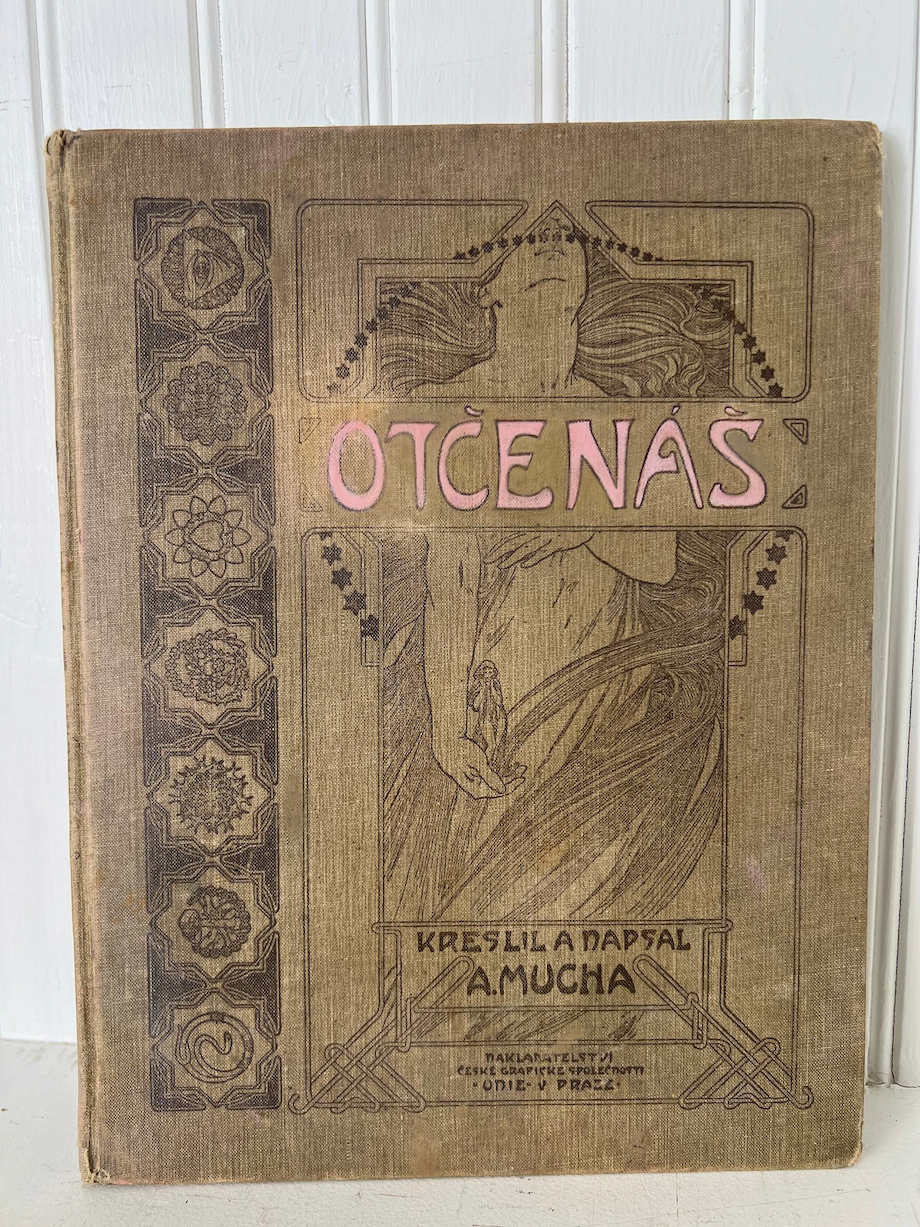 OTČENÁŠ
KRESLIL A NAPSAL
A. MUCHA
NAKLADATELSTVÍ
ČESKÉ GRAFICKÉ SPOLEČNOSTI
· UNIE · V PRAZE ·